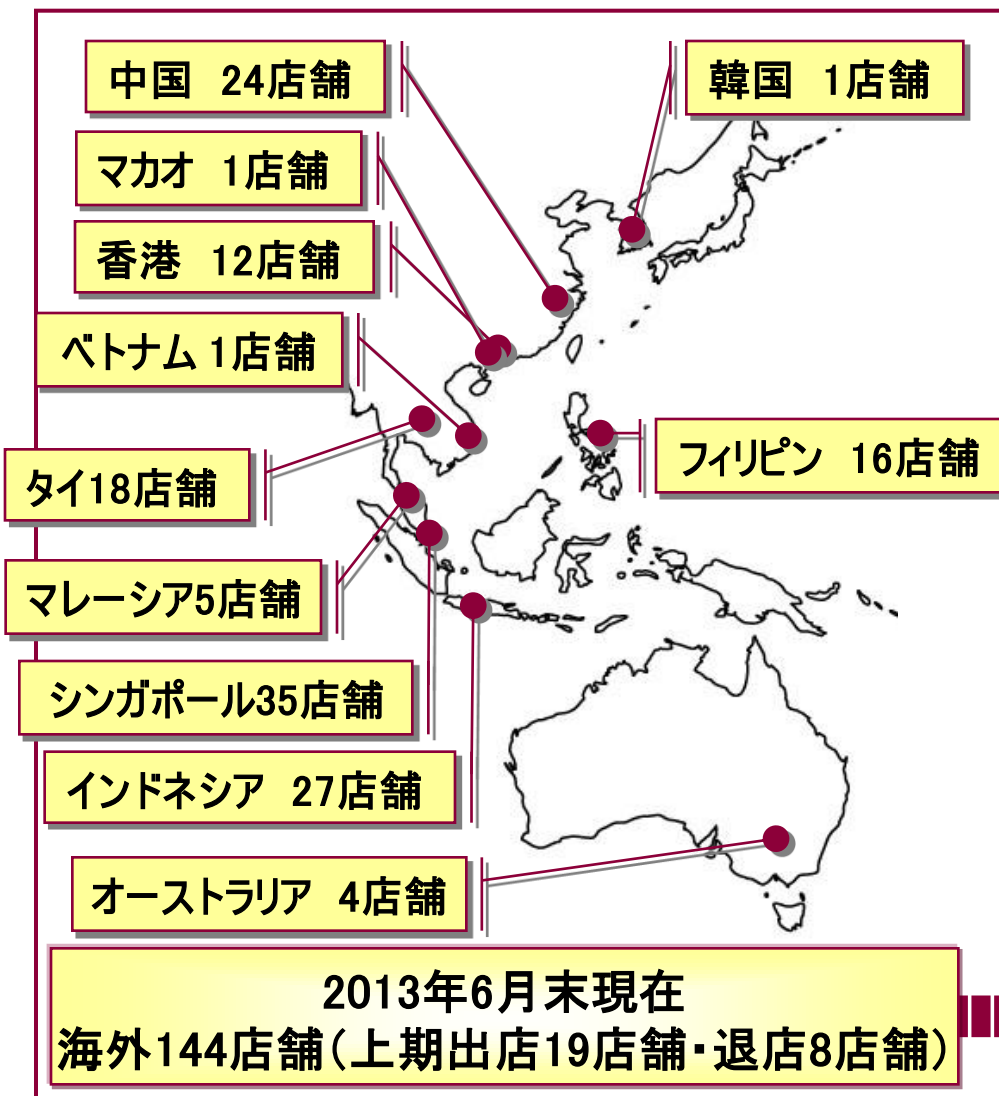 中国 24店舗
韓国 1店舗
マカオ 1店舗
香港 12店舗
ベトナム 1店舗
フィリピン 16店舗
タイ18店舗
マレーシア5店舗
シンガポール35店舗
インドネシア 27店舗
オーストラリア 4店舗
2013年6月末現在
海外144店舗(上期出店19店舗・退店8店舗)